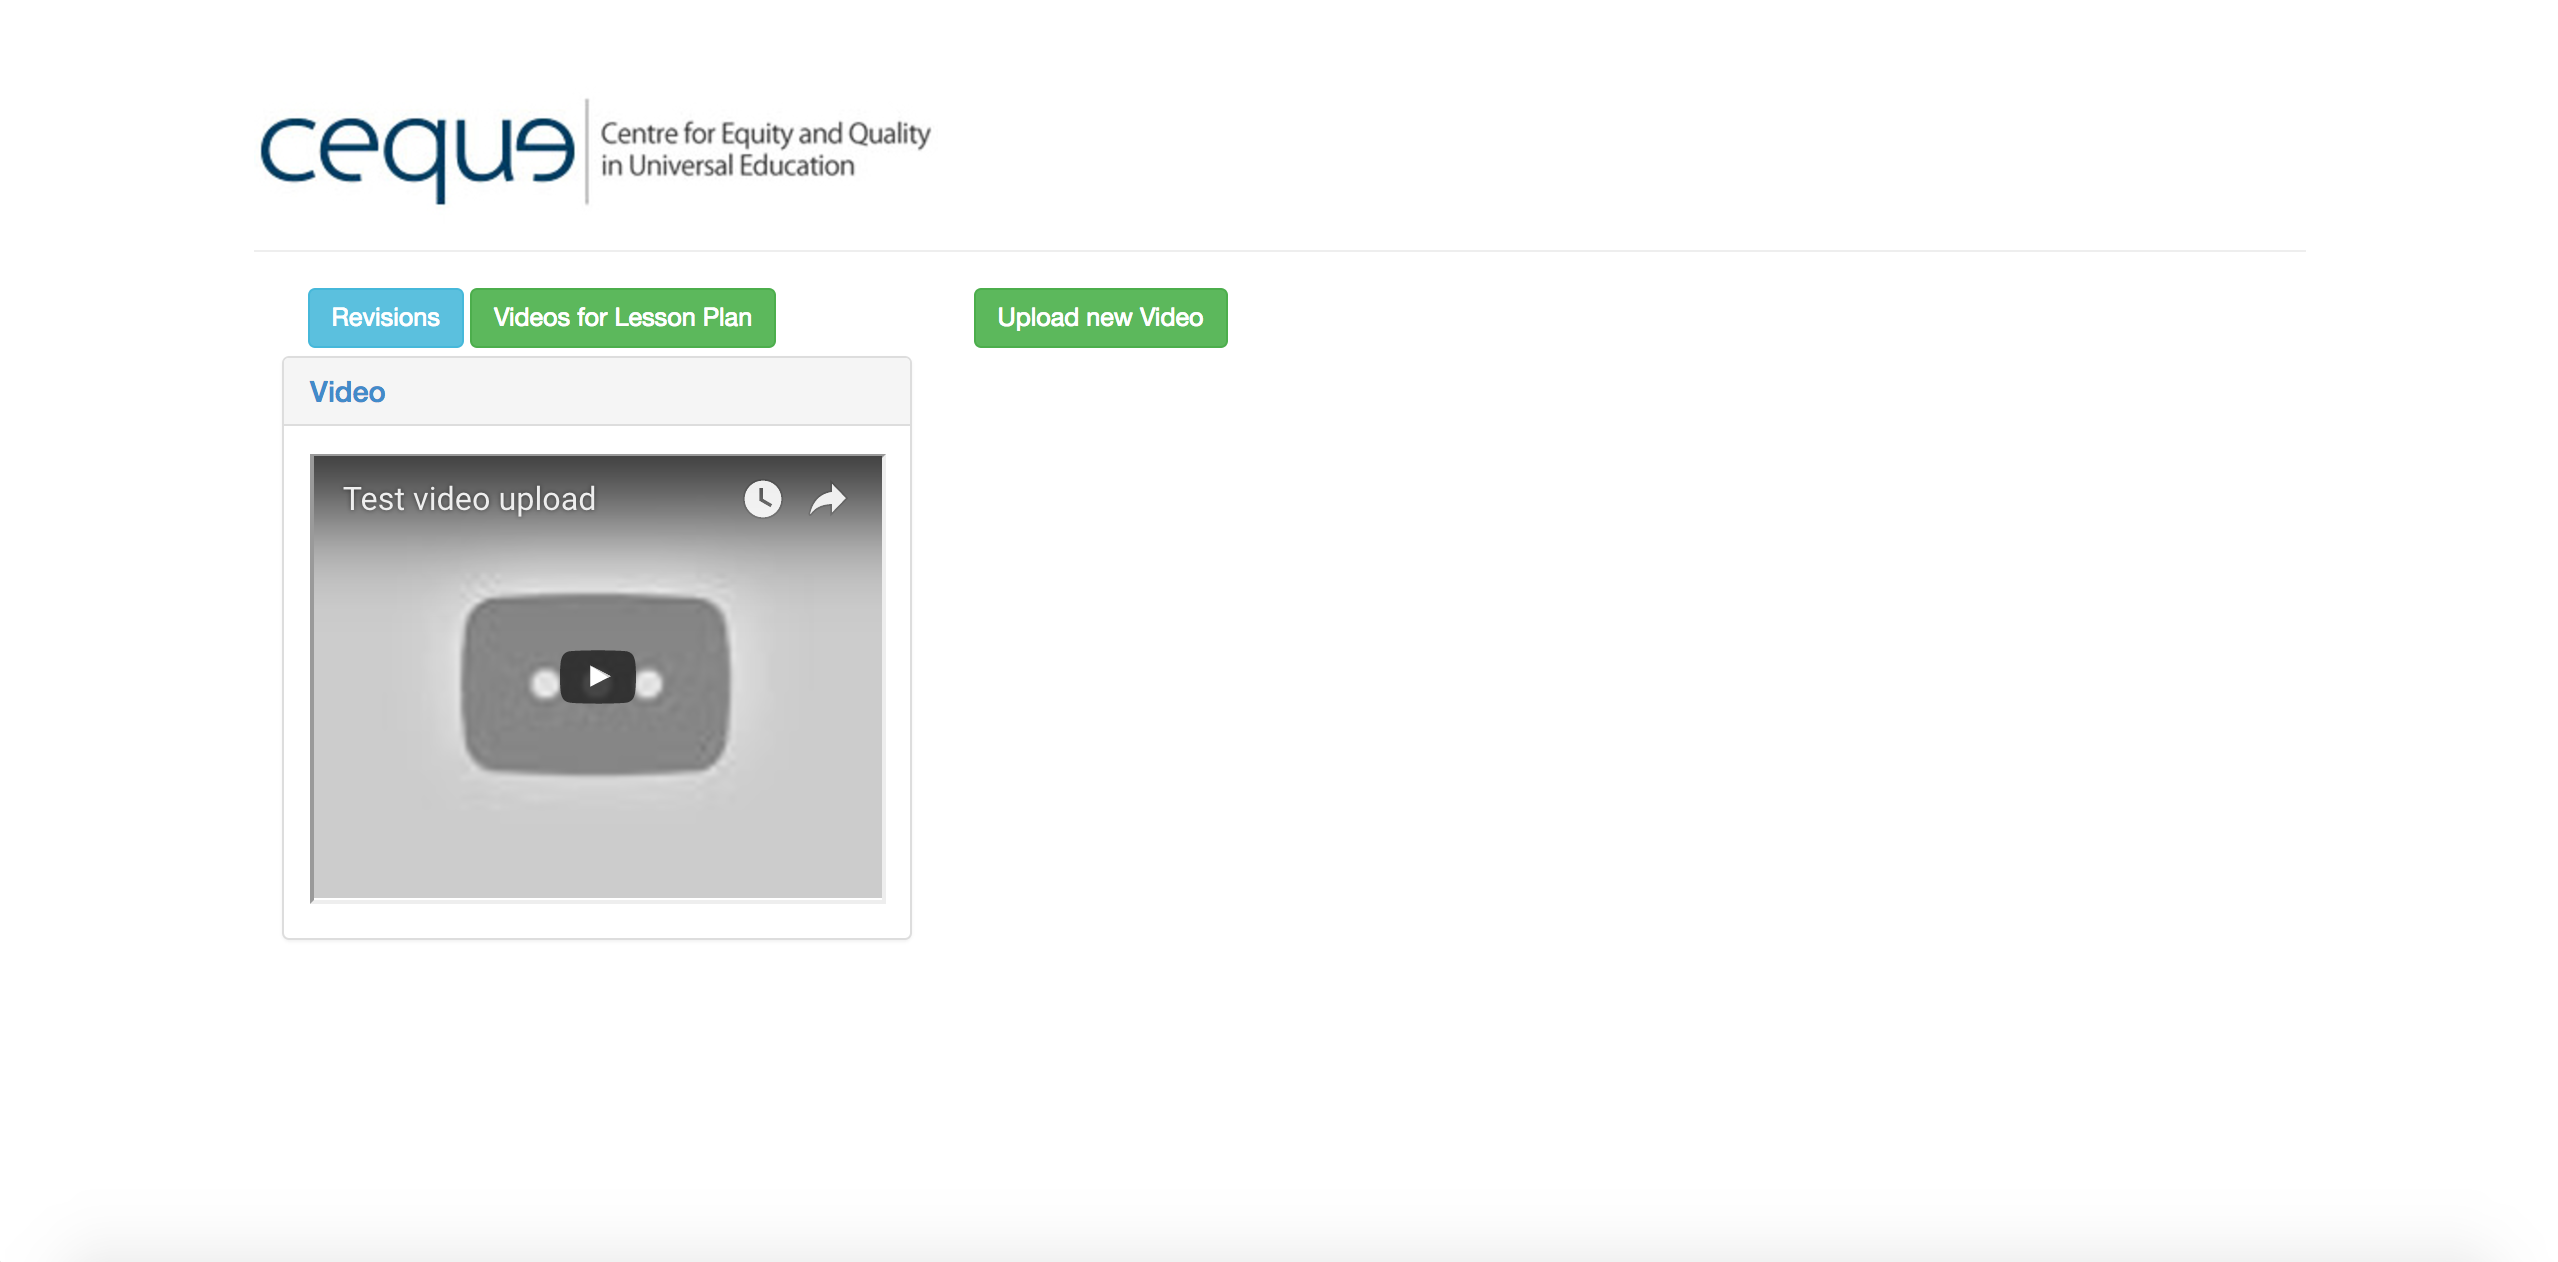 ceque
Centre for Equity and Quality
in Universal Education
Revisions
Videos for Lesson Plan
Upload new Video
Video
Test video upload